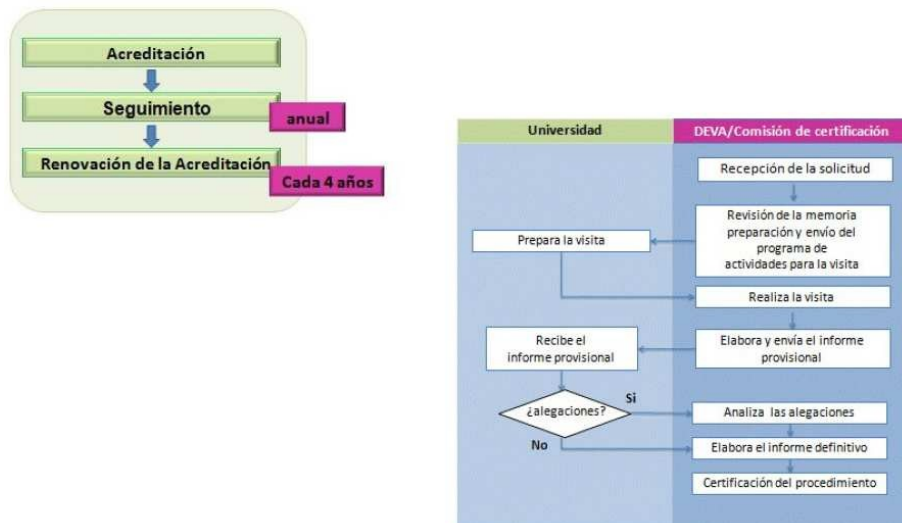 Acreditación
Seguimiento
anual
Renovación de la Acreditación
Cada 4 años
Universidad
DEVA/Comisión de certificación
Recepción de la solicitud
Revisión de la memoria
preparación y envío del
programa de
actividades para la visita
Prepara la visita
Realiza la visita
Recibe el
informe provisional
Elabora y envía el informe
provisional
¿alegaciones?
Si
Analiza las alegaciones
No
Elabora el informe definitivo
Certificación del procedimiento